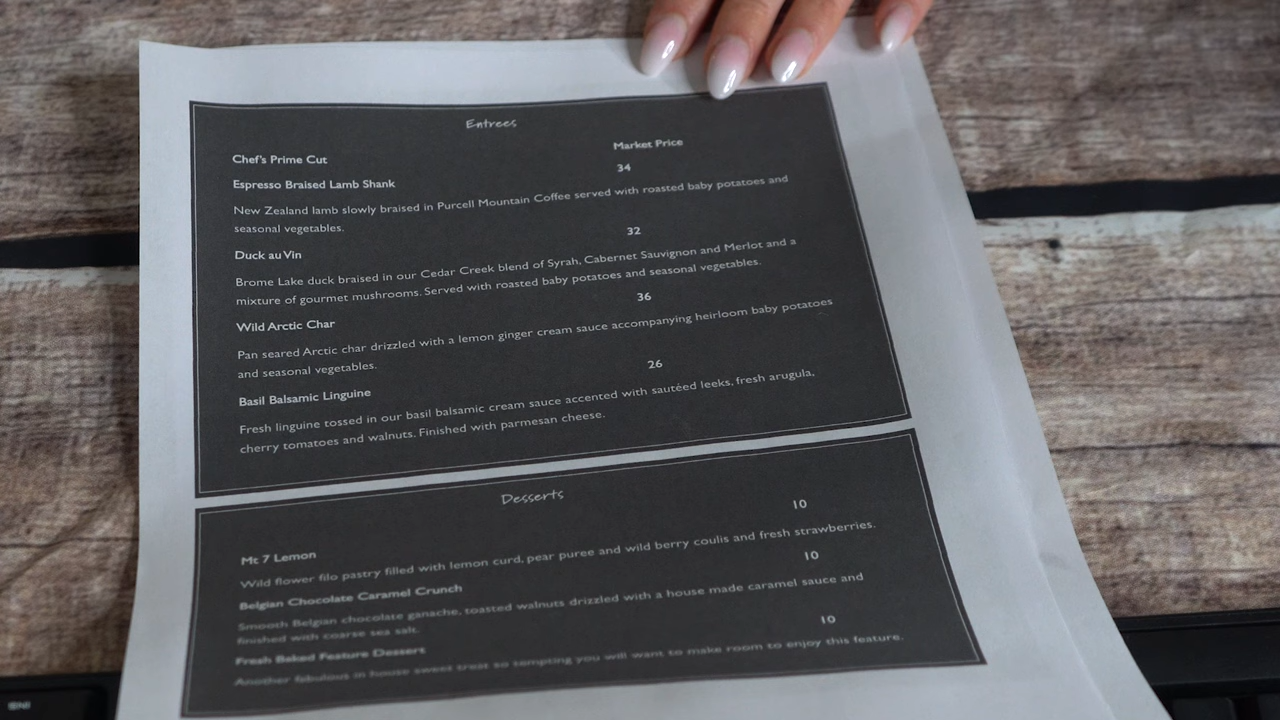 Entrees
Chef's Prime Cut Market Price
Espresso Braised Lamb Shank 34
New Zealand lamb slowly braised in Purcell Mountain Coffee served with roasted baby potatoes and
seasonal vegetables.
Duck au Vin 32
Brome Lake duck braised in our Cedar Creek blend of Syrah, Cabernet Sauvignon and Merlot and a
mixture of gourmet mushrooms. Served with roasted baby potatoes and seasonal vegetables.
Wild Arctic Char 36
Pan seared Arctic char drizzled with a lemon ginger cream sauce accompanying heirloom baby potatoes
and seasonal vegetables.
Basil Balsamic Linguine 26
Fresh linguine tossed in our basil balsamic cream sauce accented with sautéed leeks, fresh arugula,
cherry tomatoes and walnuts. Finished with parmesan cheese.
Desserts
Mt 7 Lemon 10
Wild flower filo pastry filled with lemon curd, pear puree and wild berry coulis and fresh strawberries.
Belgian Chocolate Caramel Crunch 10
Smooth Belgian chocolate ganache, toasted walnuts drizzled with a house made caramel sauce and
finished with coarse sea salt.
Fresh Baked Feature Dessert 10
Another fabulous in house sweet treat so tempting you will want to make room to enjoy this feature.
INS